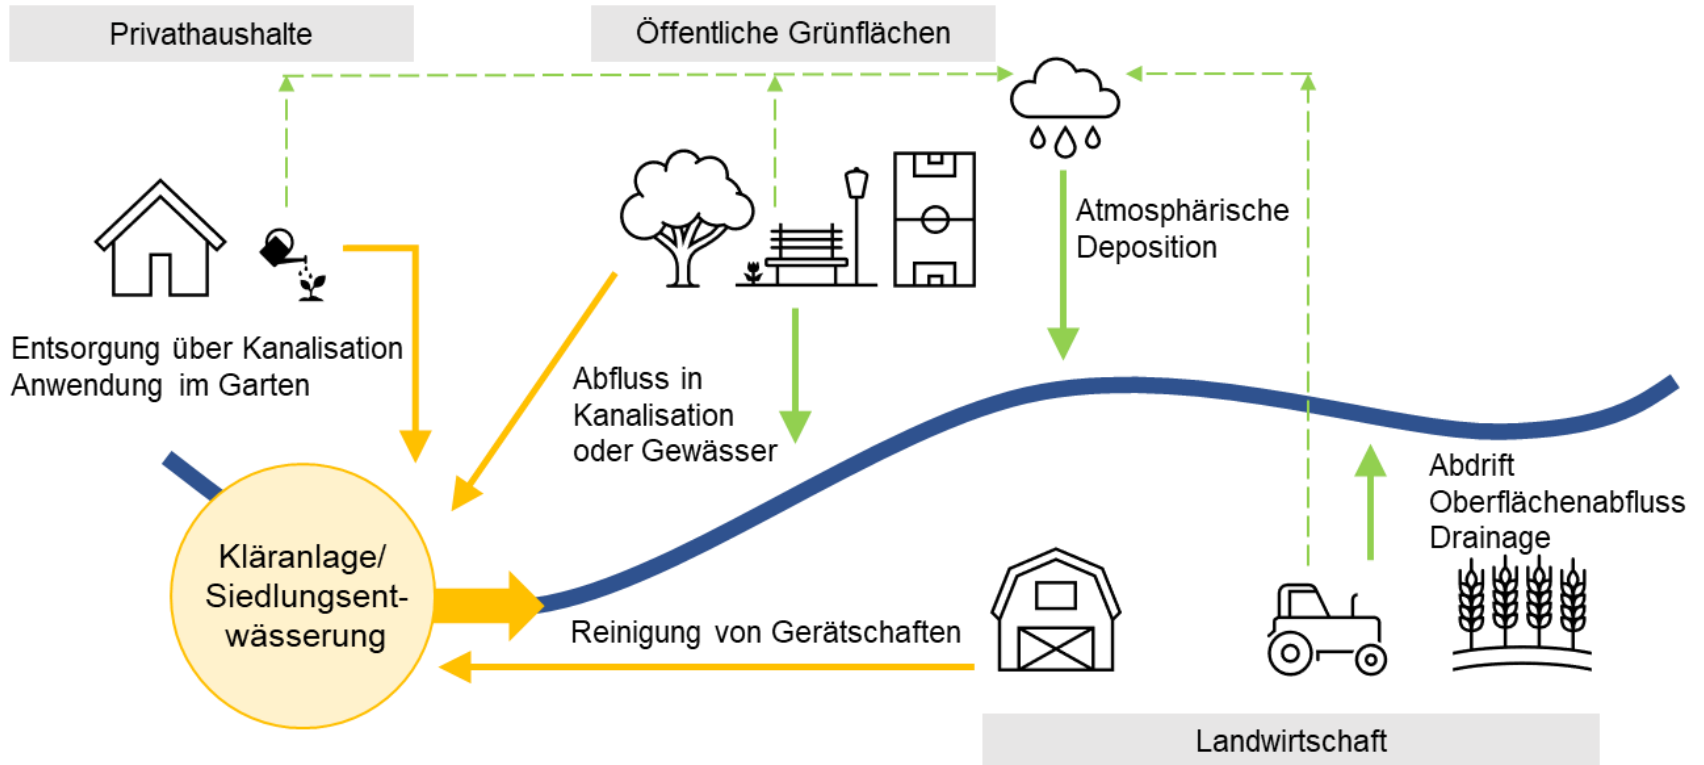 Privathaushalte
Öffentliche Grünflächen
Atmosphärische
Deposition
Entsorgung über Kanalisation
Anwendung im Garten
Abfluss in
Kanalisation
oder Gewässer
Abdrift
Oberflächenabfluss
Drainage
Kläranlage/
Siedlungsent-
wässerung
Reinigung von Gerätschaften
Landwirtschaft